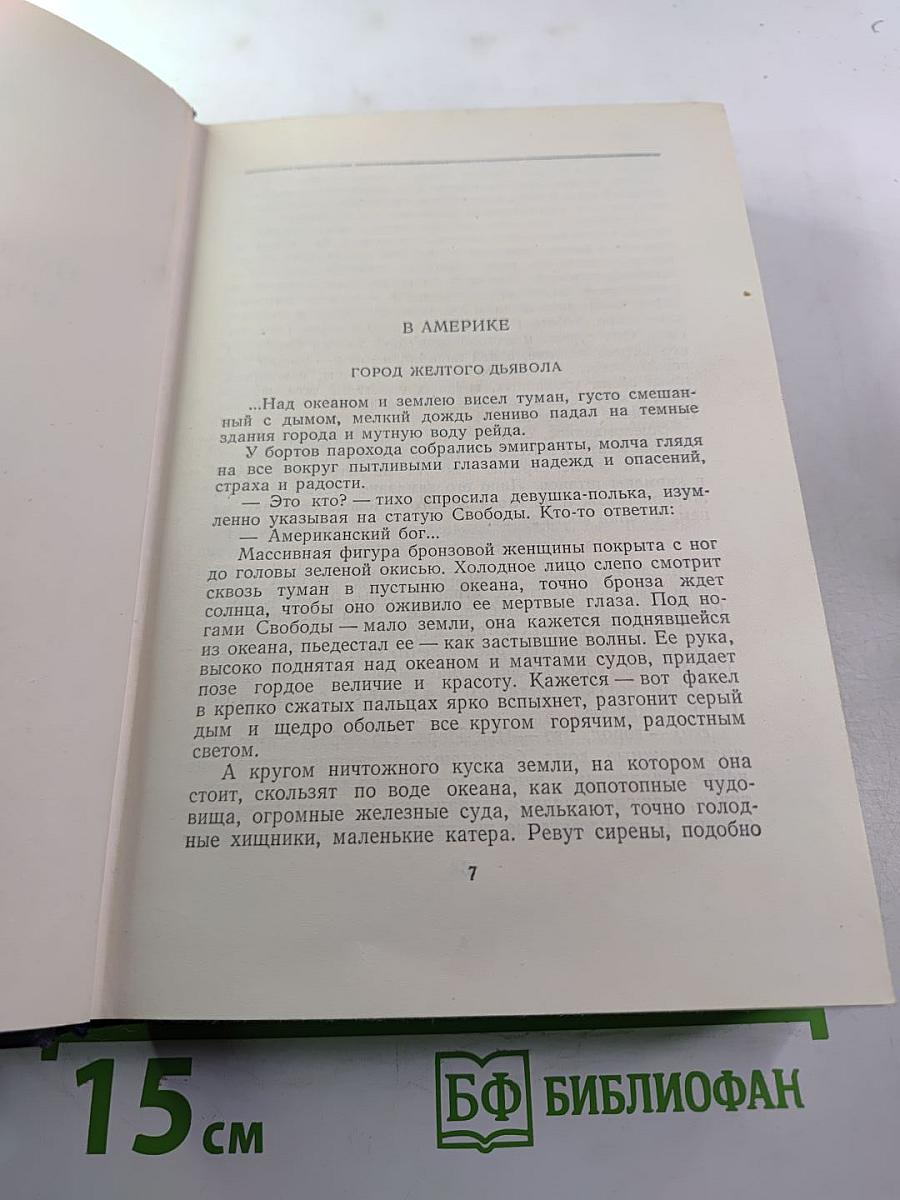 В АМЕРИКЕ
ГОРОД ЖЕЛТОГО ДЬЯВОЛА
...Над океаном и землею висел туман, густо смешан-
ный с дымом, мелкий дождь лениво падал на темные
здания города и мутную воду рейда.
У бортов парохода собрались эмигранты, молча глядя
на все вокруг пытливыми глазами надежд и опасений,
страха и радости.
— Это кто? — тихо спросила девушка-полька, изум-
ленно указывая на статую Свободы. Кто-то ответил:
— Американский бог...
Массивная фигура бронзовой женщины покрыта с ног
до головы зеленой окисью. Холодное лицо слепо смотрит
сквозь туман в пустыню океана, точно бронза ждет
солнца, чтобы оно оживило ее мертвые глаза. Под но-
гами Свободы — мало земли, она кажется поднявшейся
из океана, пьедестал ее — как застывшие волны. Ее рука,
высоко поднятая над океаном и мачтами судов, придает
позе гордое величие и красоту. Кажется — вот факел
в крепко сжатых пальцах ярко вспыхнет, разгонит серый
дым и щедро обольет все кругом горячим, радостным
светом.
А кругом ничтожного куска земли, на котором она
стоит, скользят по воде океана, как допотопные чудо-
вища, огромные железные суда, мелькают, точно голод-
ные хищники, маленькие катера. Ревут сирены, подобно
7
15 см
БФ БИБЛИОФАН